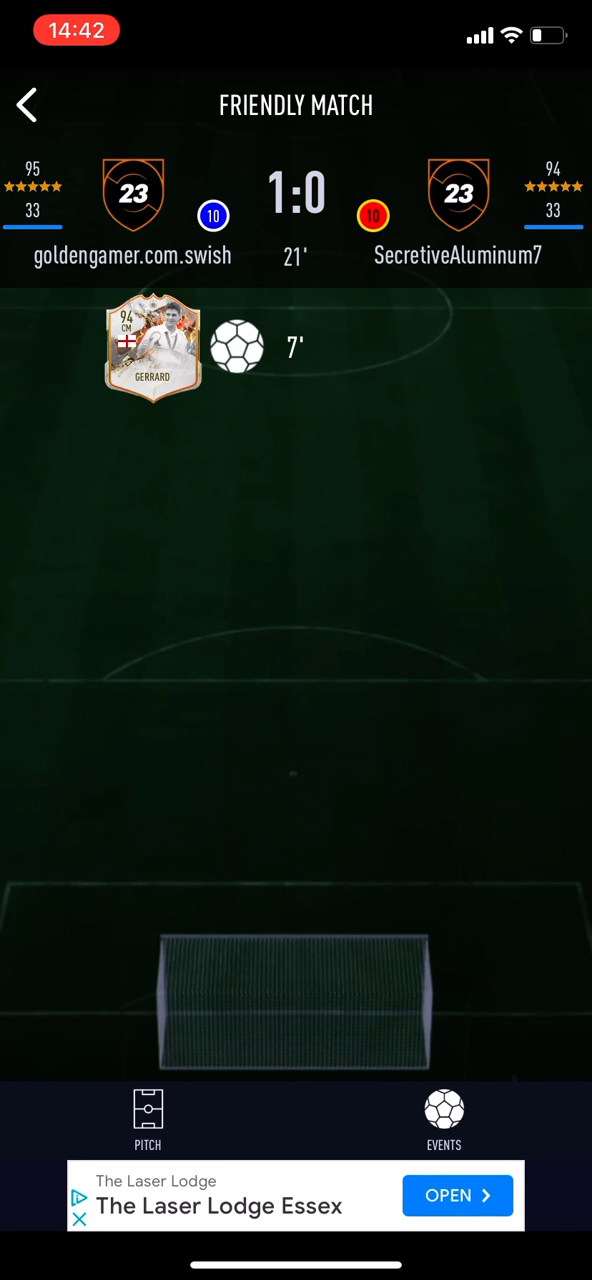 14:42
FRIENDLY MATCH
95
33
23
10
1:0
10
23
94
33
goldengamer.com.swish
21'
SecretiveAluminum7
94
CM
GERRARD
7'
PITCH
EVENTS
The Laser Lodge
The Laser Lodge Essex
OPEN